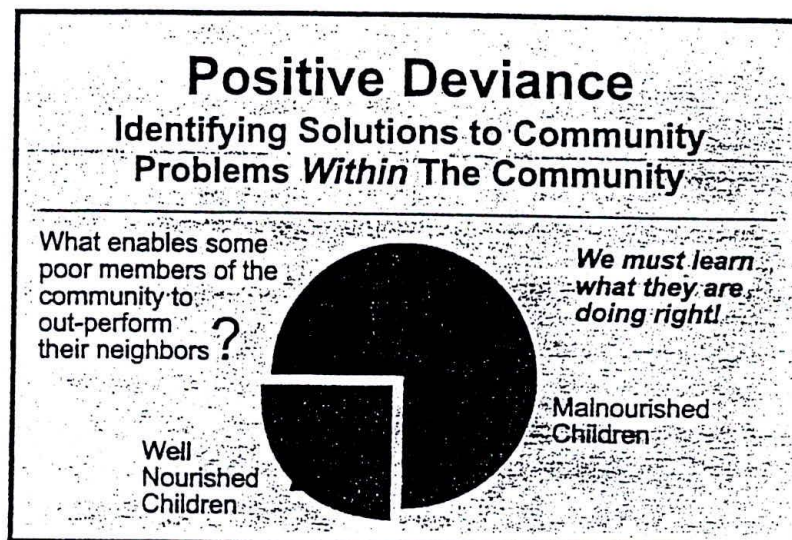 Positive Deviance
Identifying Solutions to Community
Problems Within The Community
What enables some
poor members of the
community to
out-perform
their neighbors ?
We must learn
what they are
doing right!
Malnourished
Children
Well
Nourished
Children